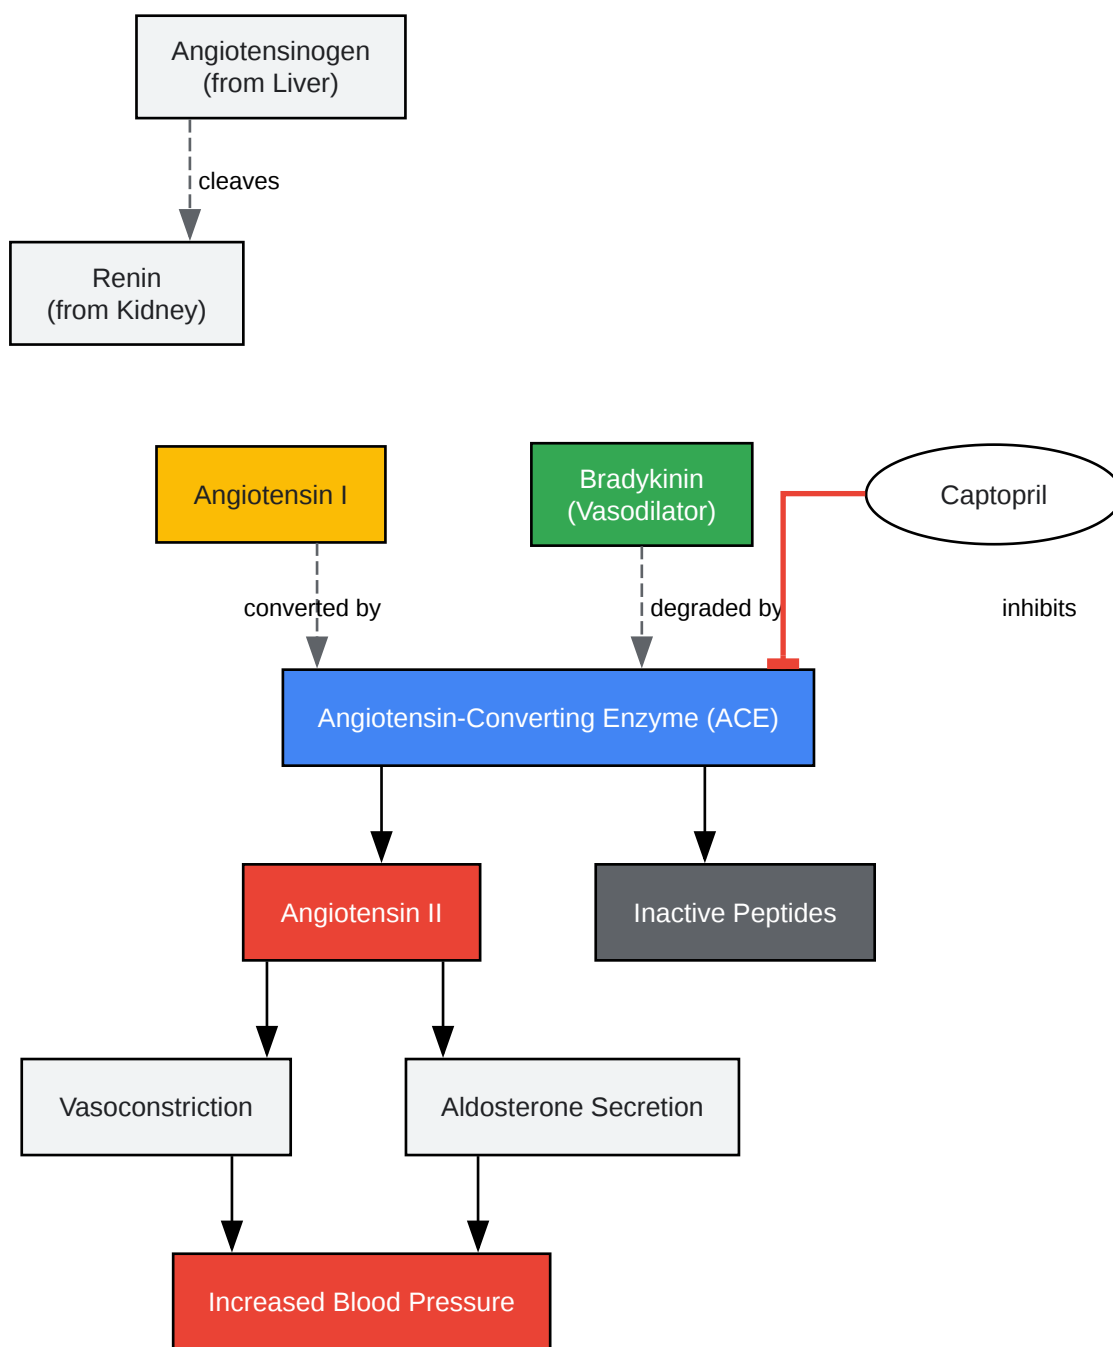 Angiotensinogen
(from Liver)
cleaves
Renin
(from Kidney)
Angiotensin I
Bradykinin
(Vasodilator)
Captopril
converted by
degraded by
inhibits
Angiotensin-Converting Enzyme (ACE)
Angiotensin II
Inactive Peptides
Vasoconstriction
Aldosterone Secretion
Increased Blood Pressure